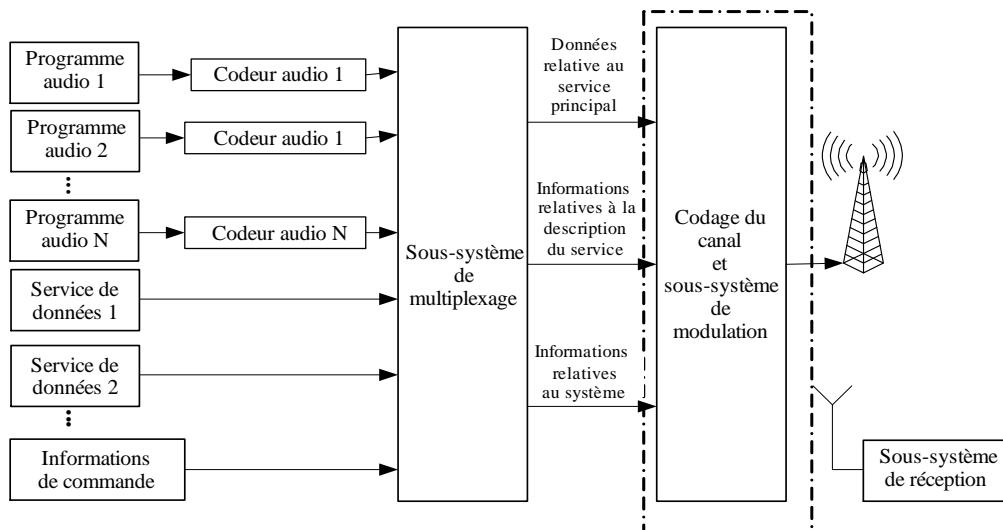 Programme
audio 1
Codeur audio 1
Programme
audio 2
Codeur audio 1
Programme
audio N
Codeur audio N
Service de
données 1
Service de
données 2
Informations
de commande
Sous-système
de
multiplexage
Données
relative au
service
principal
Informations
relatives à la
description
du service
Informations
relatives
au système
Codage du
canal
et
sous-système
de
modulation
Sous-système
de réception